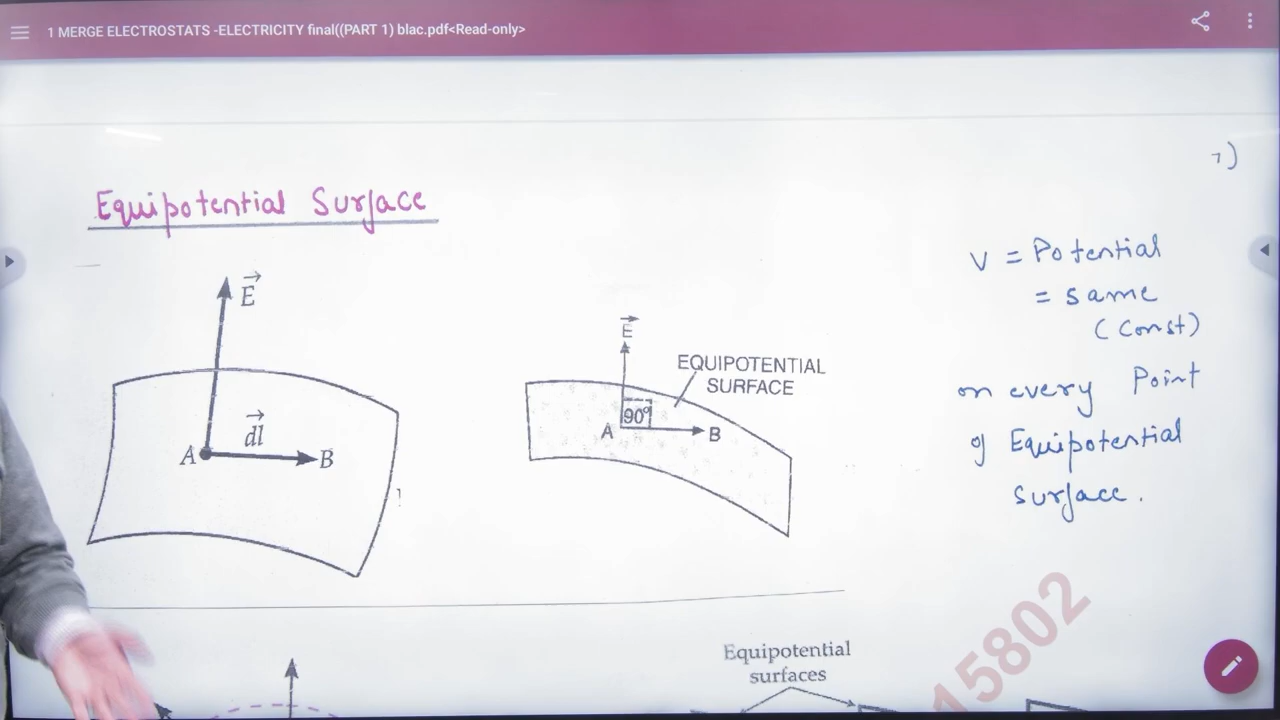 1 MERGE ELECTROSTATS -ELECTRICITY final((PART 1) blac.pdf<Read-only>
7)
Equipotential Surface
E
dl
A
B
E
EQUIPOTENTIAL
SURFACE
90°
A
B
V = Potential
= same
(Const)
on every Point
of Equipotential
Surface.
Equipotential
surfaces
15802